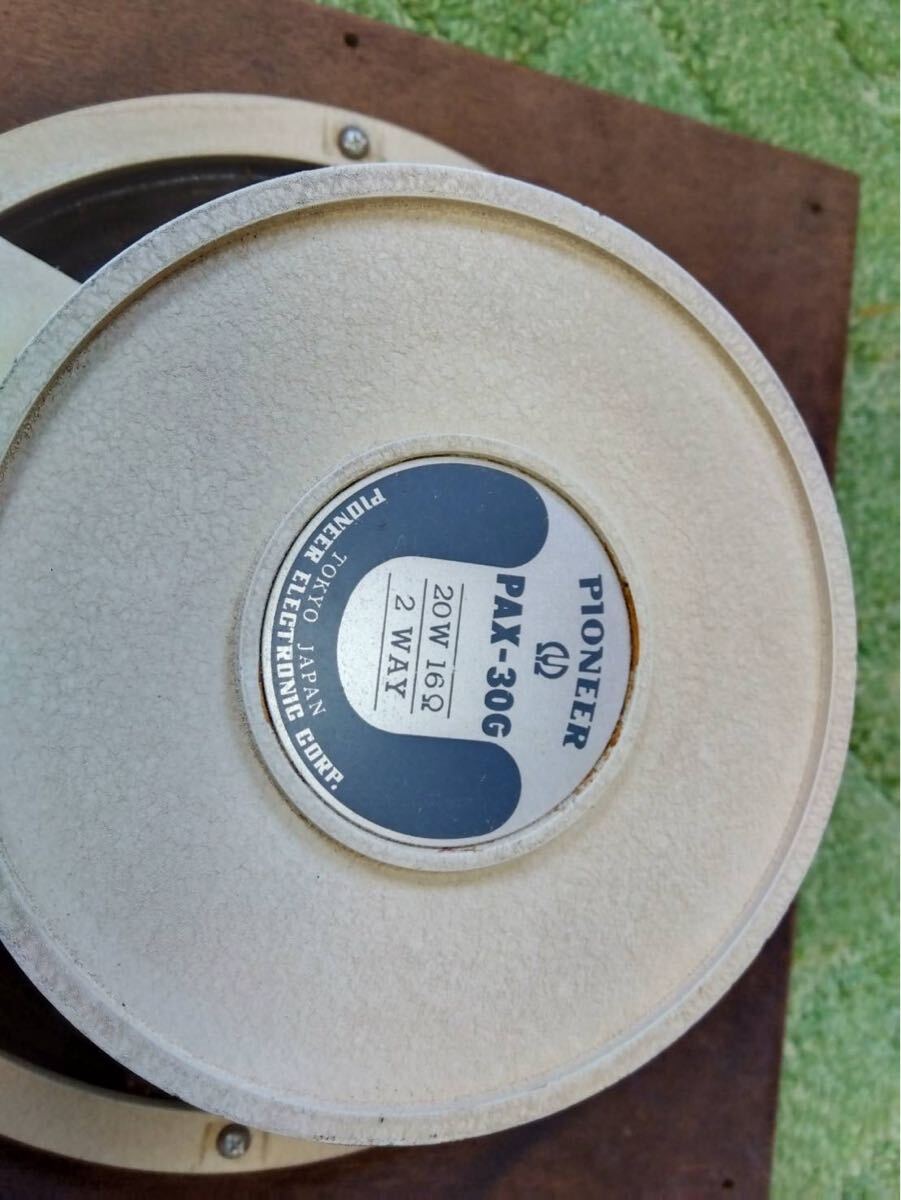 PIONEER
PAX-30G
20W 16Ω
2 WAY
TOKYO JAPAN
PIONEER ELECTRONIC CORP.